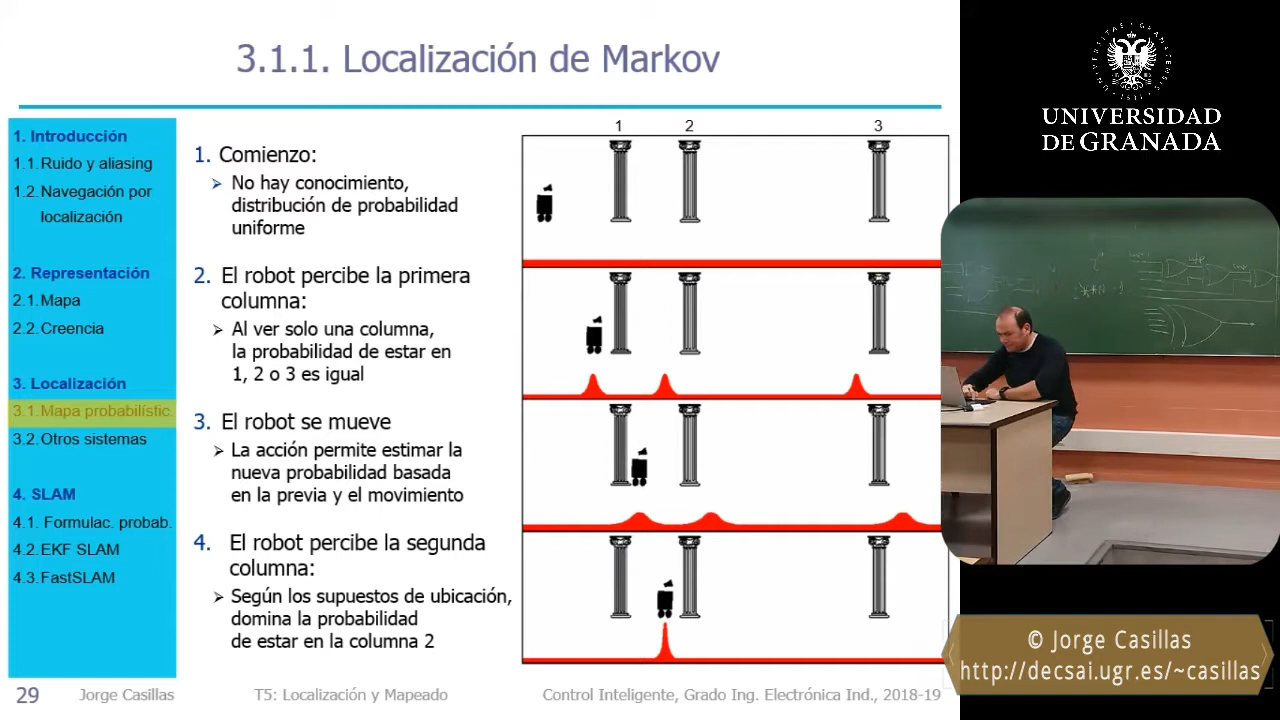 3.1.1. Localización de Markov
1. Introducción
1.1. Ruido y aliasing
1.2. Navegación por
localización
2. Representación
2.1. Mapa
2.2. Creencia
3. Localización
3.1. Mapa probabilístic.
3.2. Otros sistemas
4. SLAM
4.1. Formulac. probab.
4.2. EKF SLAM
4.3. FastSLAM
1. Comienzo:
No hay conocimiento,
distribución de probabilidad
uniforme
2. El robot percibe la primera
columna:
Al ver solo una columna,
la probabilidad de estar en
1, 2 o 3 es igual
3. El robot se mueve
La acción permite estimar la
nueva probabilidad basada
en la previa y el movimiento
4. El robot percibe la segunda
columna:
Según los supuestos de ubicación,
domina la probabilidad
de estar en la columna 2
1 2 3
29 Jorge Casillas T5: Localización y Mapeado Control Inteligente, Grado Ing. Electrónica Ind., 2018-19
UNIVERSIDAD
DE GRANADA
© Jorge Casillas
http://decsai.ugr.es/~casillas